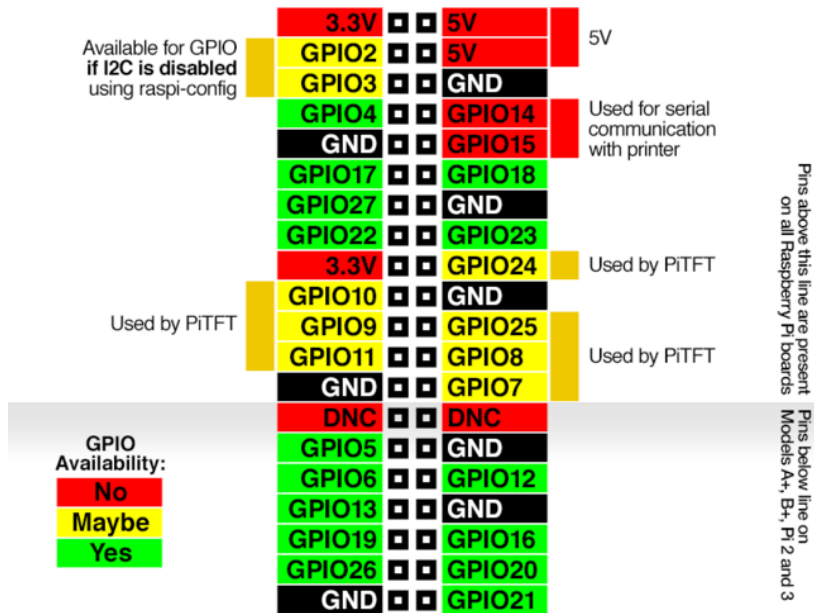 3.3V 5V
5V
Available for GPIO
if I2C is disabled
using raspi-config
GPIO2 5V
GPIO3 GND
GPIO4 GPIO14
Used for serial
communication
with printer
GND GPIO15
GPIO17 GPIO18
GPIO27 GND
GPIO22 GPIO23
3.3V GPIO24
Used by PiTFT
GPIO10 GND
Used by PiTFT
GPIO9 GPIO25
GPIO11 GPIO8
Used by PiTFT
GND GPIO7
DNC DNC
GPIO5 GND
GPIO6 GPIO12
GPIO13 GND
GPIO19 GPIO16
GPIO26 GPIO20
GND GPIO21
GPIO
Availability:
No
Maybe
Yes
Pins above this line are present
on all Raspberry Pi boards
Pins below line on
Models A+, B+, Pi 2 and 3